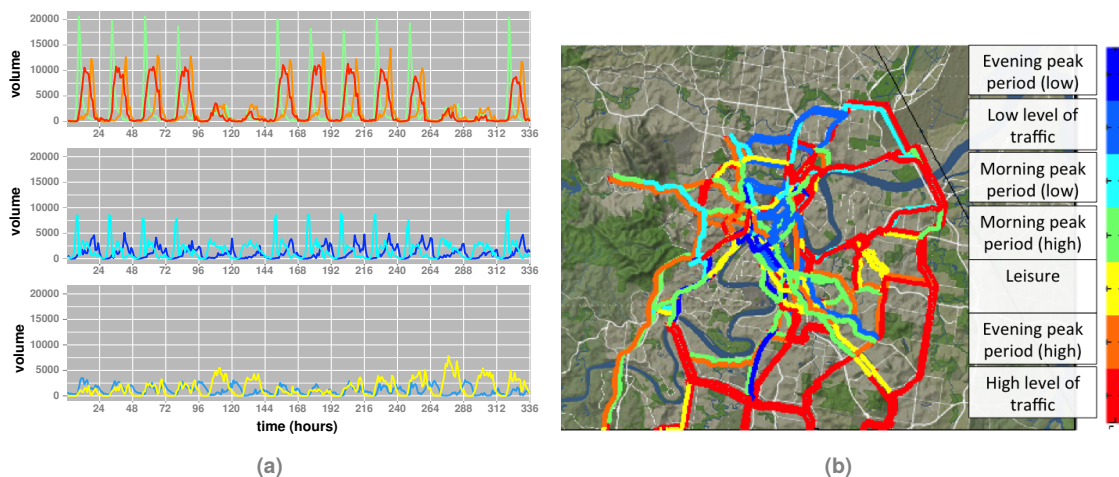 20000
15000
10000
5000
0
volume
24 48 72 96 120 144 168 192 216 240 264 288 312 336
20000
15000
10000
5000
0
volume
24 48 72 96 120 144 168 192 216 240 264 288 312 336
20000
15000
10000
5000
0
volume
24 48 72 96 120 144 168 192 216 240 264 288 312 336
time (hours)
(a)
Evening peak
period (low)
Low level of
traffic
Morning peak
period (low)
Morning peak
period (high)
Leisure
Evening peak
period (high)
High level of
traffic
(b)